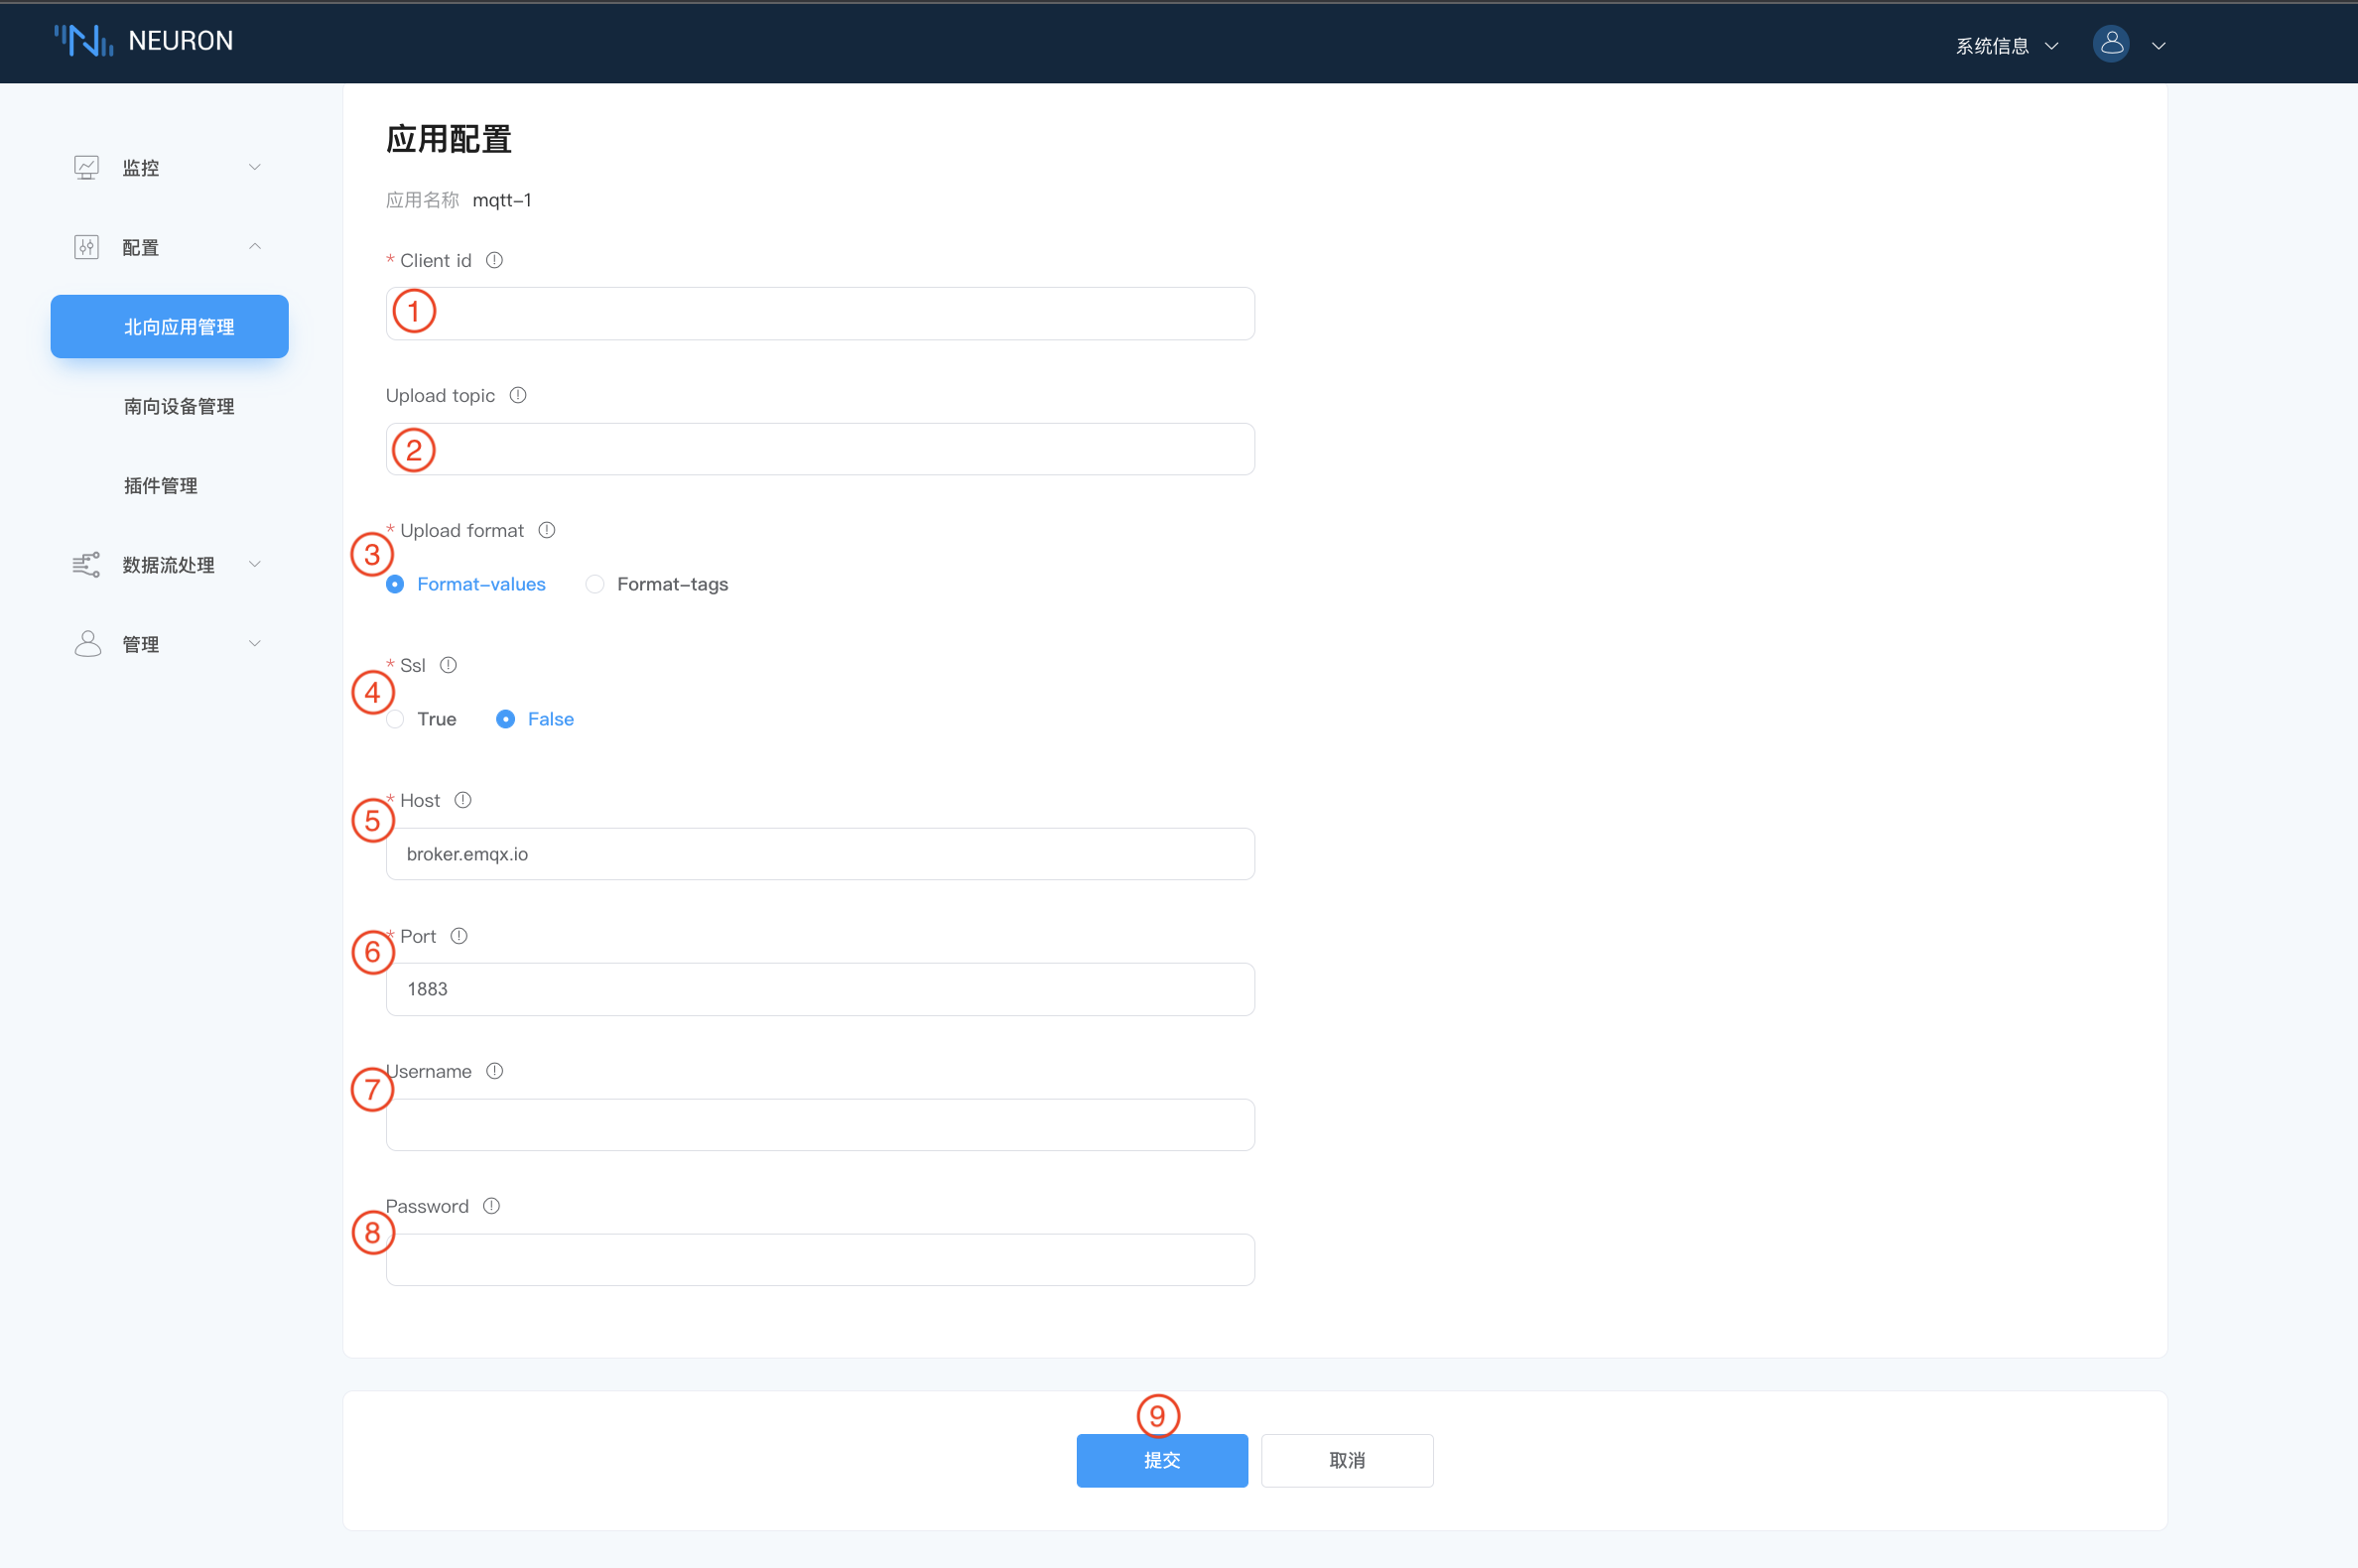 NEURON
系统信息
监控
配置
北向应用管理
南向设备管理
插件管理
数据流处理
管理
应用配置
应用名称 mqtt-1
* Client id
1
Upload topic
2
* Upload format
3
Format-values Format-tags
* Ssl
4
True False
* Host
5
broker.emqx.io
* Port
6
1883
Username
7
Password
8
9
提交 取消